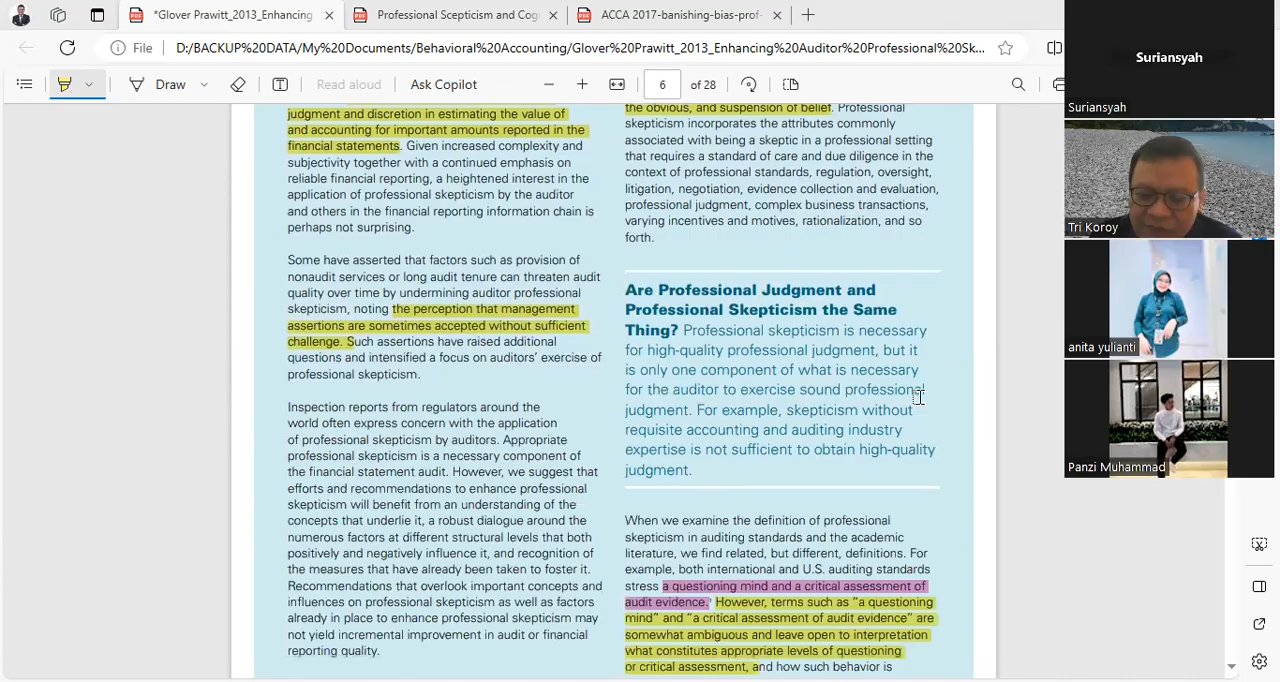 *Glover Prawitt_2013_Enhancing
Professional Scepticism and Cog
ACCA 2017-banishing-bias-prof-
File
D:/BACKUP%20DATA/My%20Documents/Behavioral%20Accounting/Glover%20Prawitt_2013_Enhancing%20Auditor%20Professional%20Sk...
Draw
Read aloud
Ask Copilot
6
of 28
judgment and discretion in estimating the value of
and accounting for important amounts reported in the
financial statements. Given increased complexity and
subjectivity together with a continued emphasis on
reliable financial reporting, a heightened interest in the
application of professional skepticism by the auditor
and others in the financial reporting information chain is
perhaps not surprising.
Some have asserted that factors such as provision of
nonaudit services or long audit tenure can threaten audit
quality over time by undermining auditor professional
skepticism, noting the perception that management
assertions are sometimes accepted without sufficient
challenge. Such assertions have raised additional
questions and intensified a focus on auditors' exercise of
professional skepticism.
Inspection reports from regulators around the
world often express concern with the application
of professional skepticism by auditors. Appropriate
professional skepticism is a necessary component of
the financial statement audit. However, we suggest that
efforts and recommendations to enhance professional
skepticism will benefit from an understanding of the
concepts that underlie it, a robust dialogue around the
numerous factors at different structural levels that both
positively and negatively influence it, and recognition of
the measures that have already been taken to foster it.
Recommendations that overlook important concepts and
influences on professional skepticism as well as factors
already in place to enhance professional skepticism may
not yield incremental improvement in audit or financial
reporting quality.
the obvious, and suspension of belief. Professional
skepticism incorporates the attributes commonly
associated with being a skeptic in a professional setting
that requires a standard of care and due diligence in the
context of professional standards, regulation, oversight,
litigation, negotiation, evidence collection and evaluation,
professional judgment, complex business transactions,
varying incentives and motives, rationalization, and so
forth.
Are Professional Judgment and
Professional Skepticism the Same
Thing? Professional skepticism is necessary
for high-quality professional judgment, but it
is only one component of what is necessary
for the auditor to exercise sound professional
judgment. For example, skepticism without
requisite accounting and auditing industry
expertise is not sufficient to obtain high-quality
judgment.
When we examine the definition of professional
skepticism in auditing standards and the academic
literature, we find related, but different, definitions. For
example, both international and U.S. auditing standards
stress a questioning mind and a critical assessment of
audit evidence. However, terms such as "a questioning
mind" and "a critical assessment of audit evidence" are
somewhat ambiguous and leave open to interpretation
what constitutes appropriate levels of questioning
or critical assessment, and how such behavior is
Suriansyah
Suriansyah
Tri Koroy
anita yulianti
Panzi Muhammad